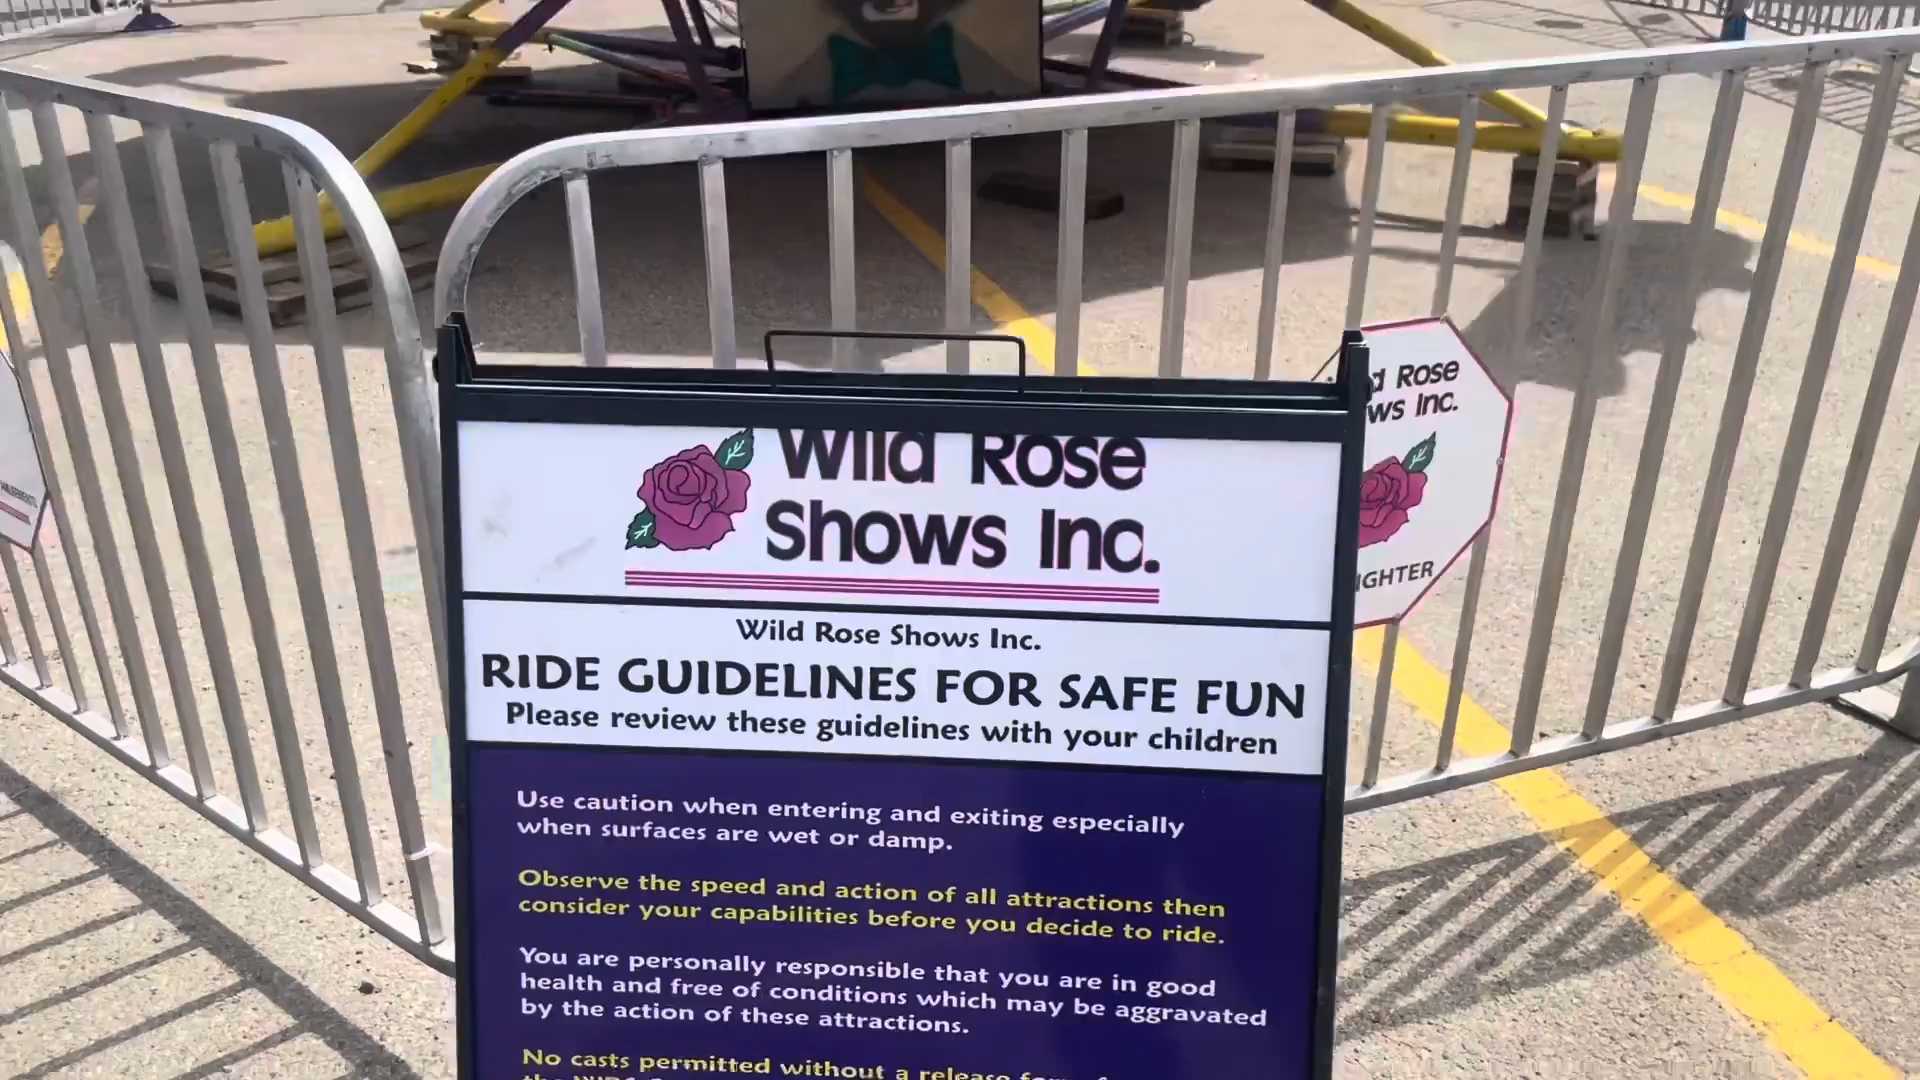 Wild Rose
Shows Inc.
Wild Rose Shows Inc.
RIDE GUIDELINES FOR SAFE FUN
Please review these guidelines with your children
Use caution when entering and exiting especially
when surfaces are wet or damp.
Observe the speed and action of all attractions then
consider your capabilities before you decide to ride.
You are personally responsible that you are in good
health and free of conditions which may be aggravated
by the action of these attractions.
No casts permitted without a release
Rose
Inc.